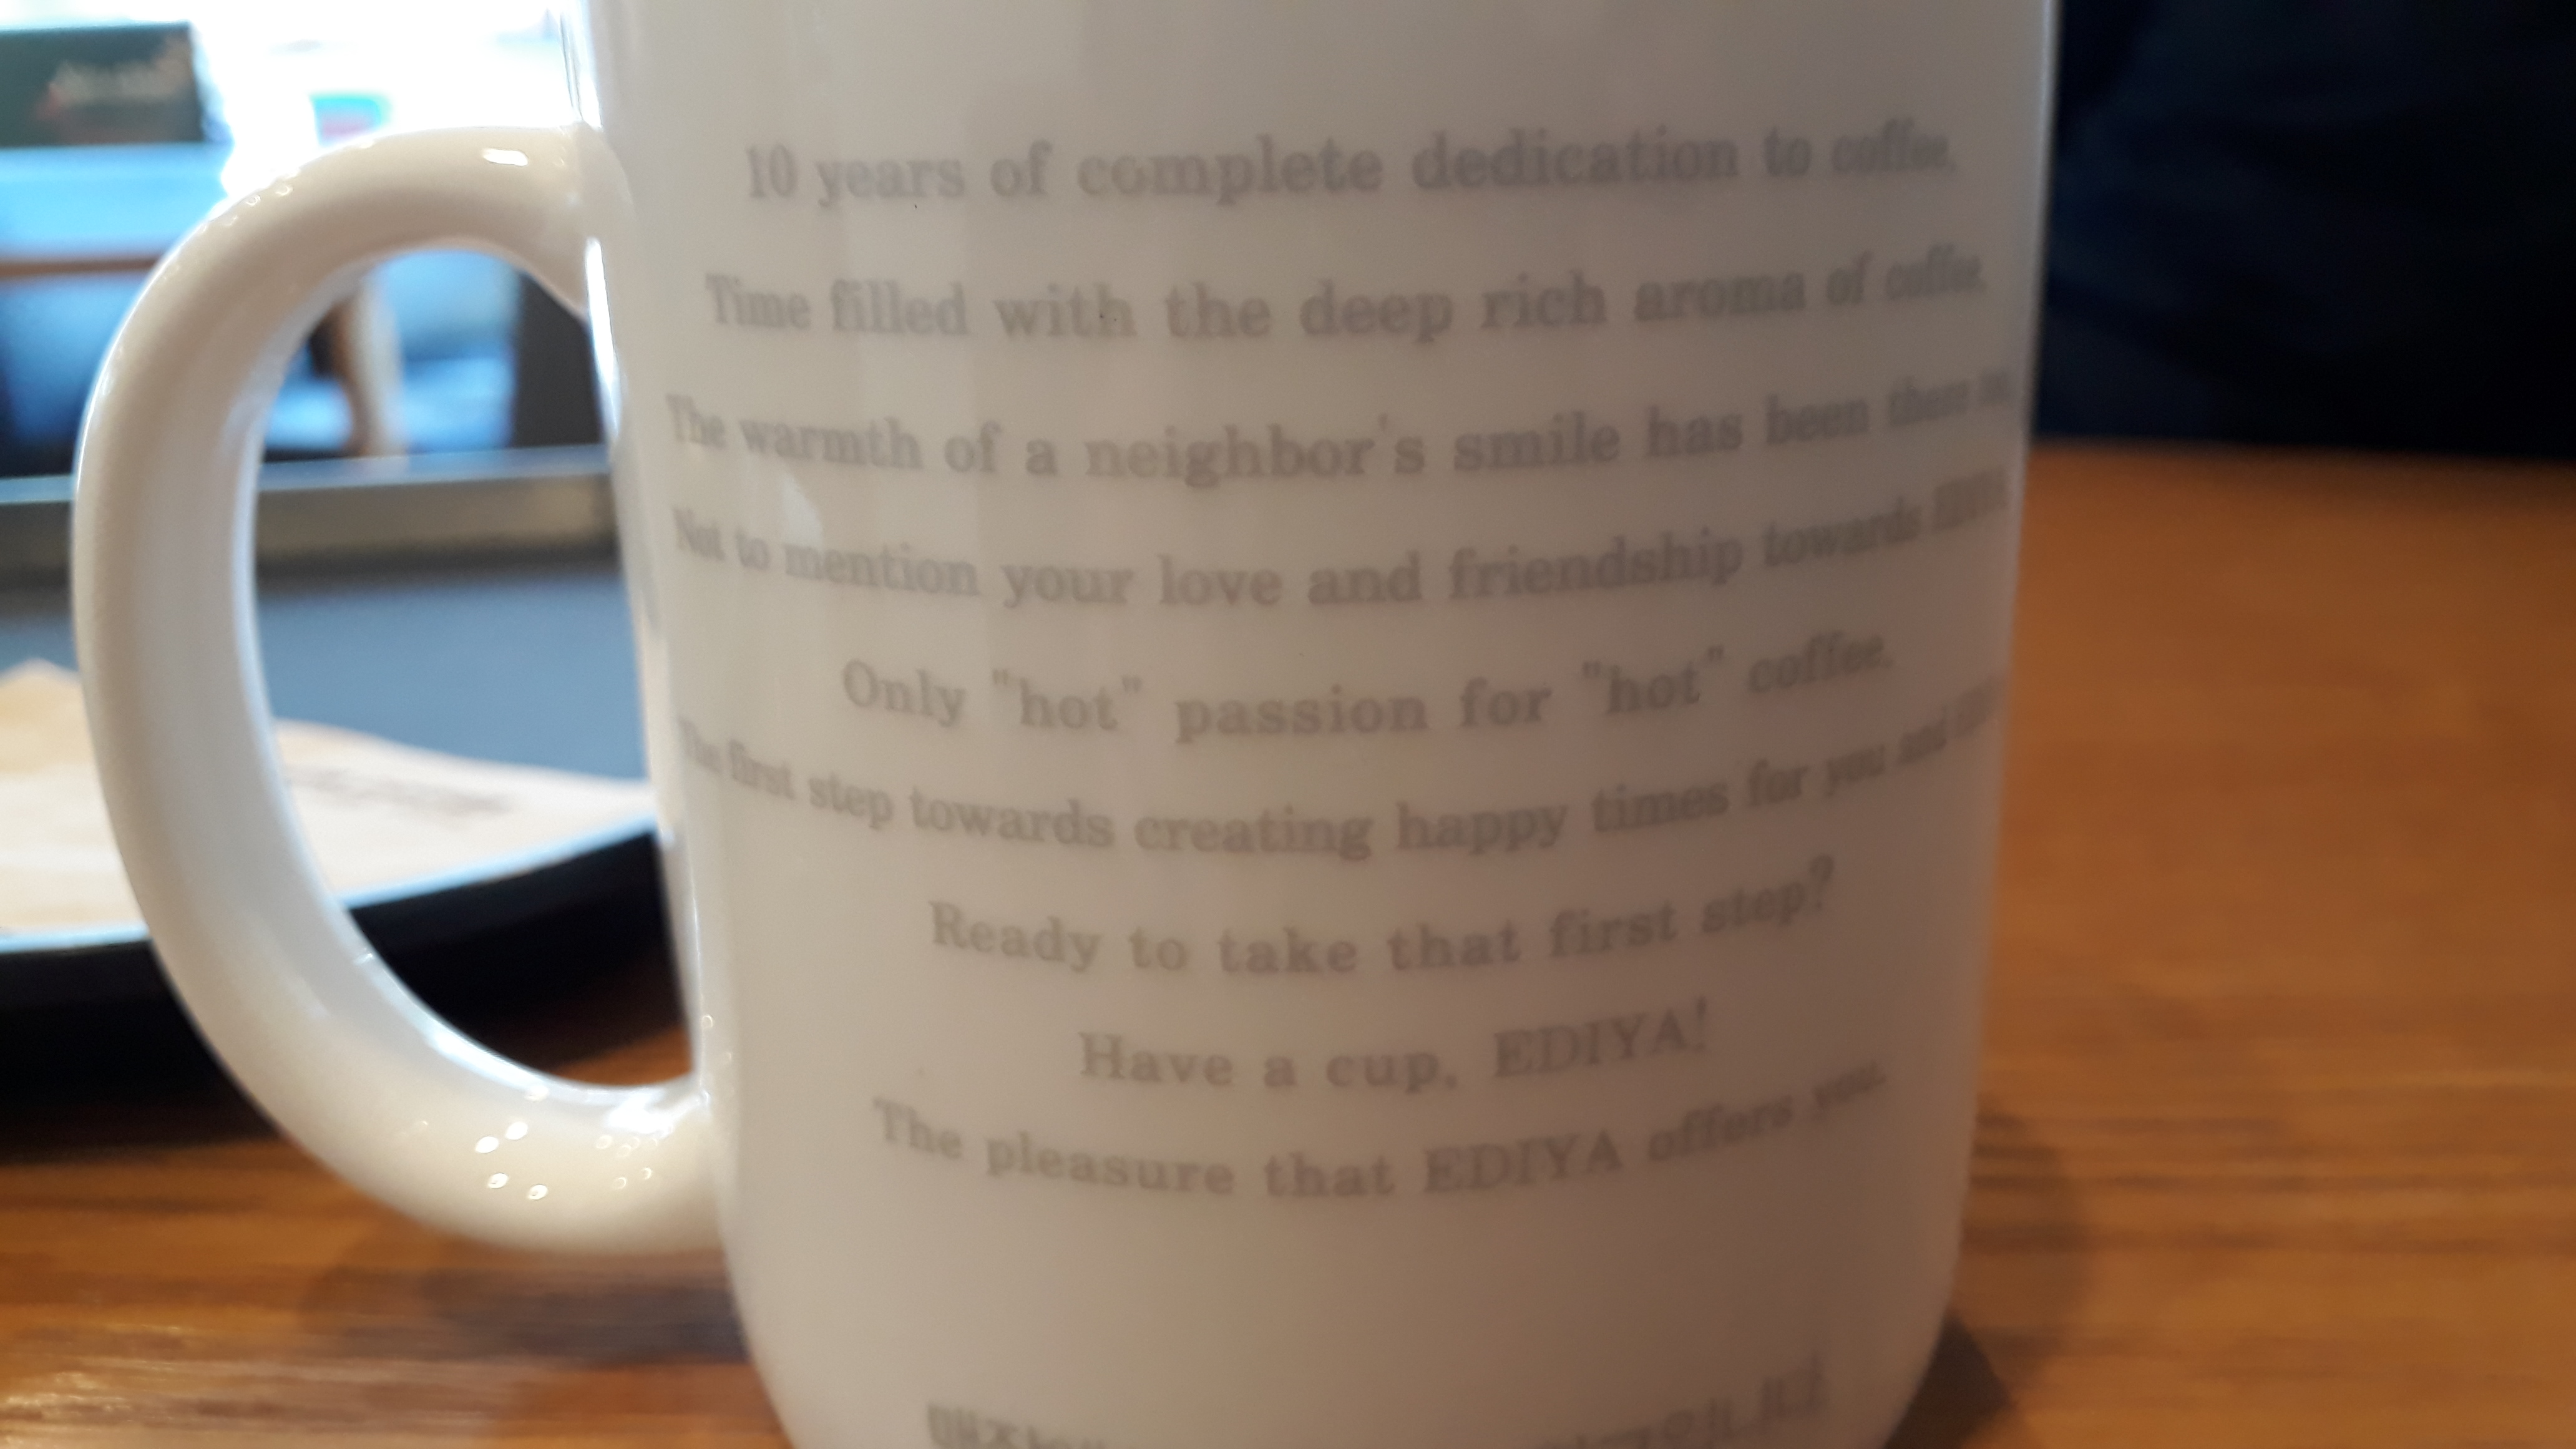 10 years of complete dedication to coffee.
Time filled with the deep rich aroma of coffee.
The warmth of a neighbor's smile has been there
Not to mention your love and friendship towards EDIYA
Only "hot" passion for "hot" coffee.
The first step towards creating happy times for you and
Ready to take that first step?
Have a cup, EDIYA!
The pleasure that EDIYA offers you.